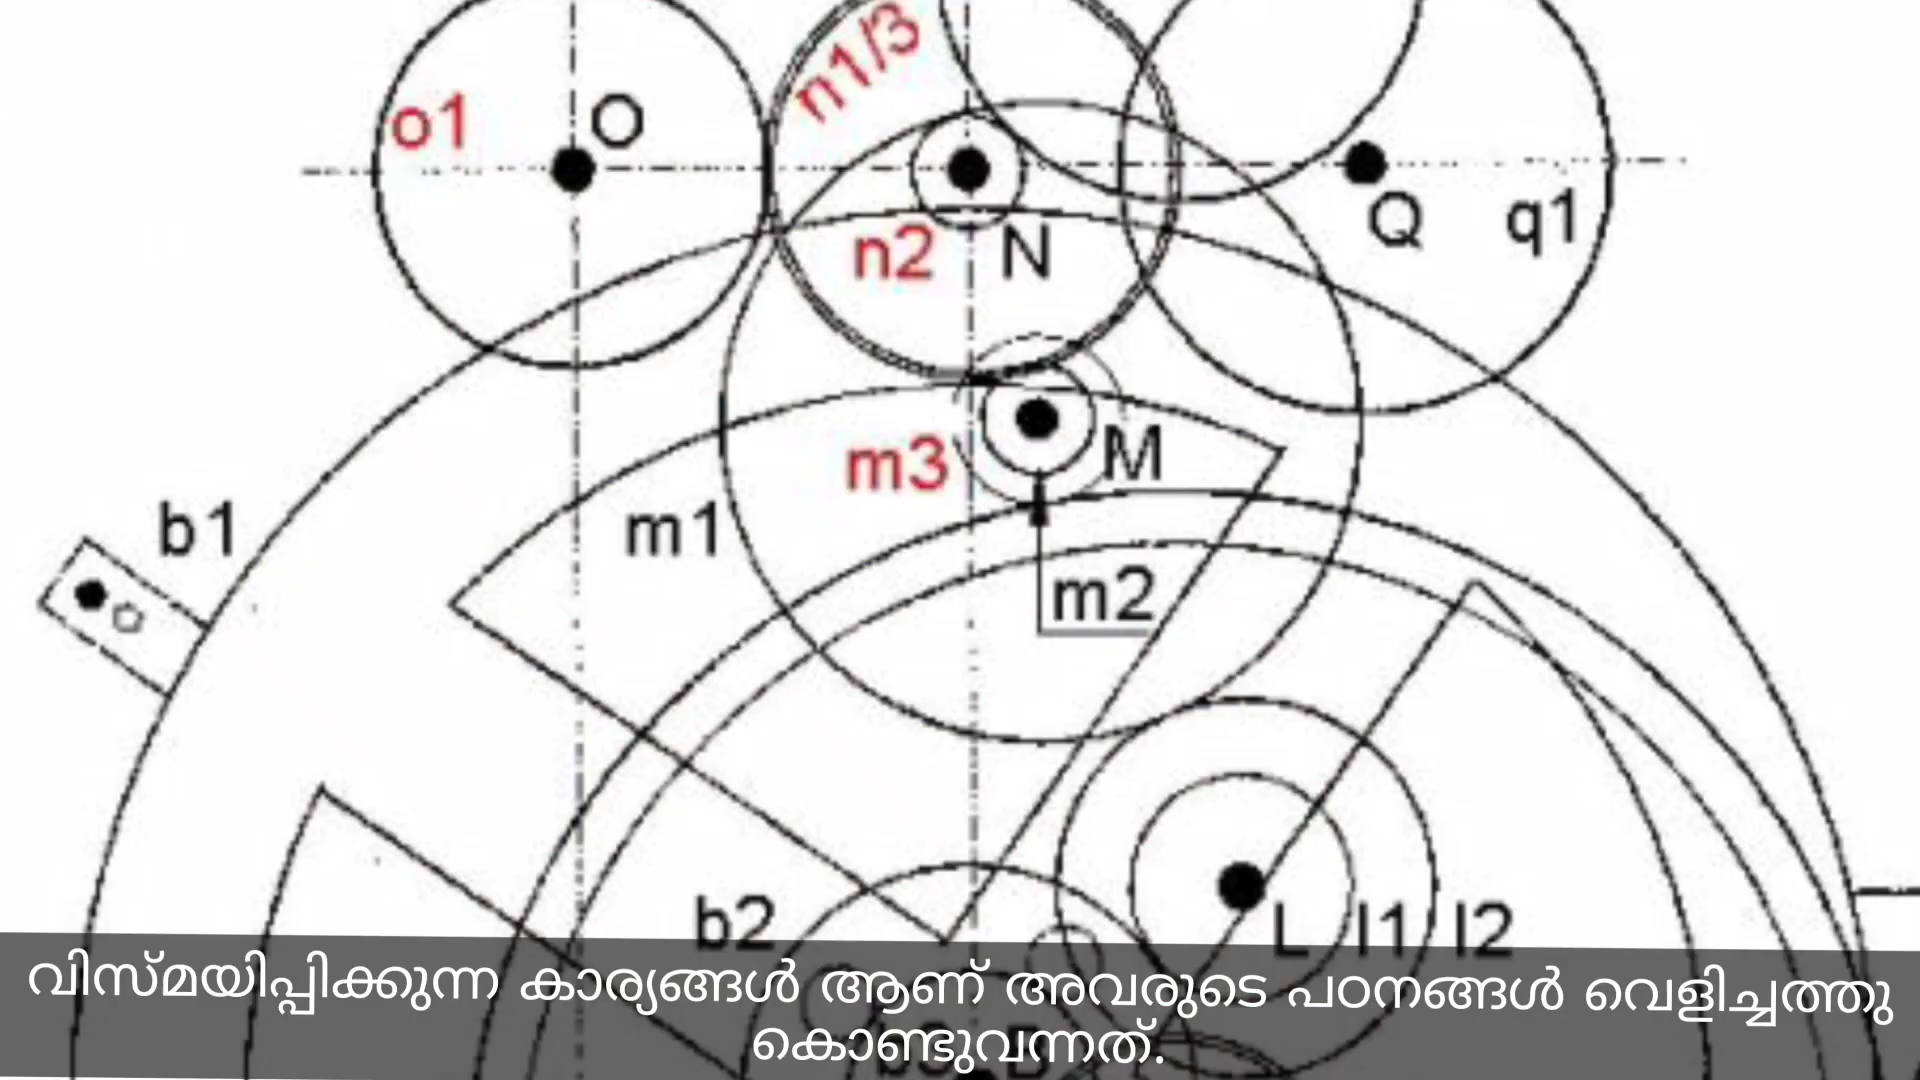 n1/3
o1
O
Q
q1
n2
N
m3
M
m1
b1
m2
b2
L
l1
l2
വിസ്മയിപ്പിക്കുന്ന കാര്യങ്ങൾ ആണ് അവരുടെ പഠനങ്ങൾ വെളിച്ചത്തു
കൊണ്ടുവന്നത്.